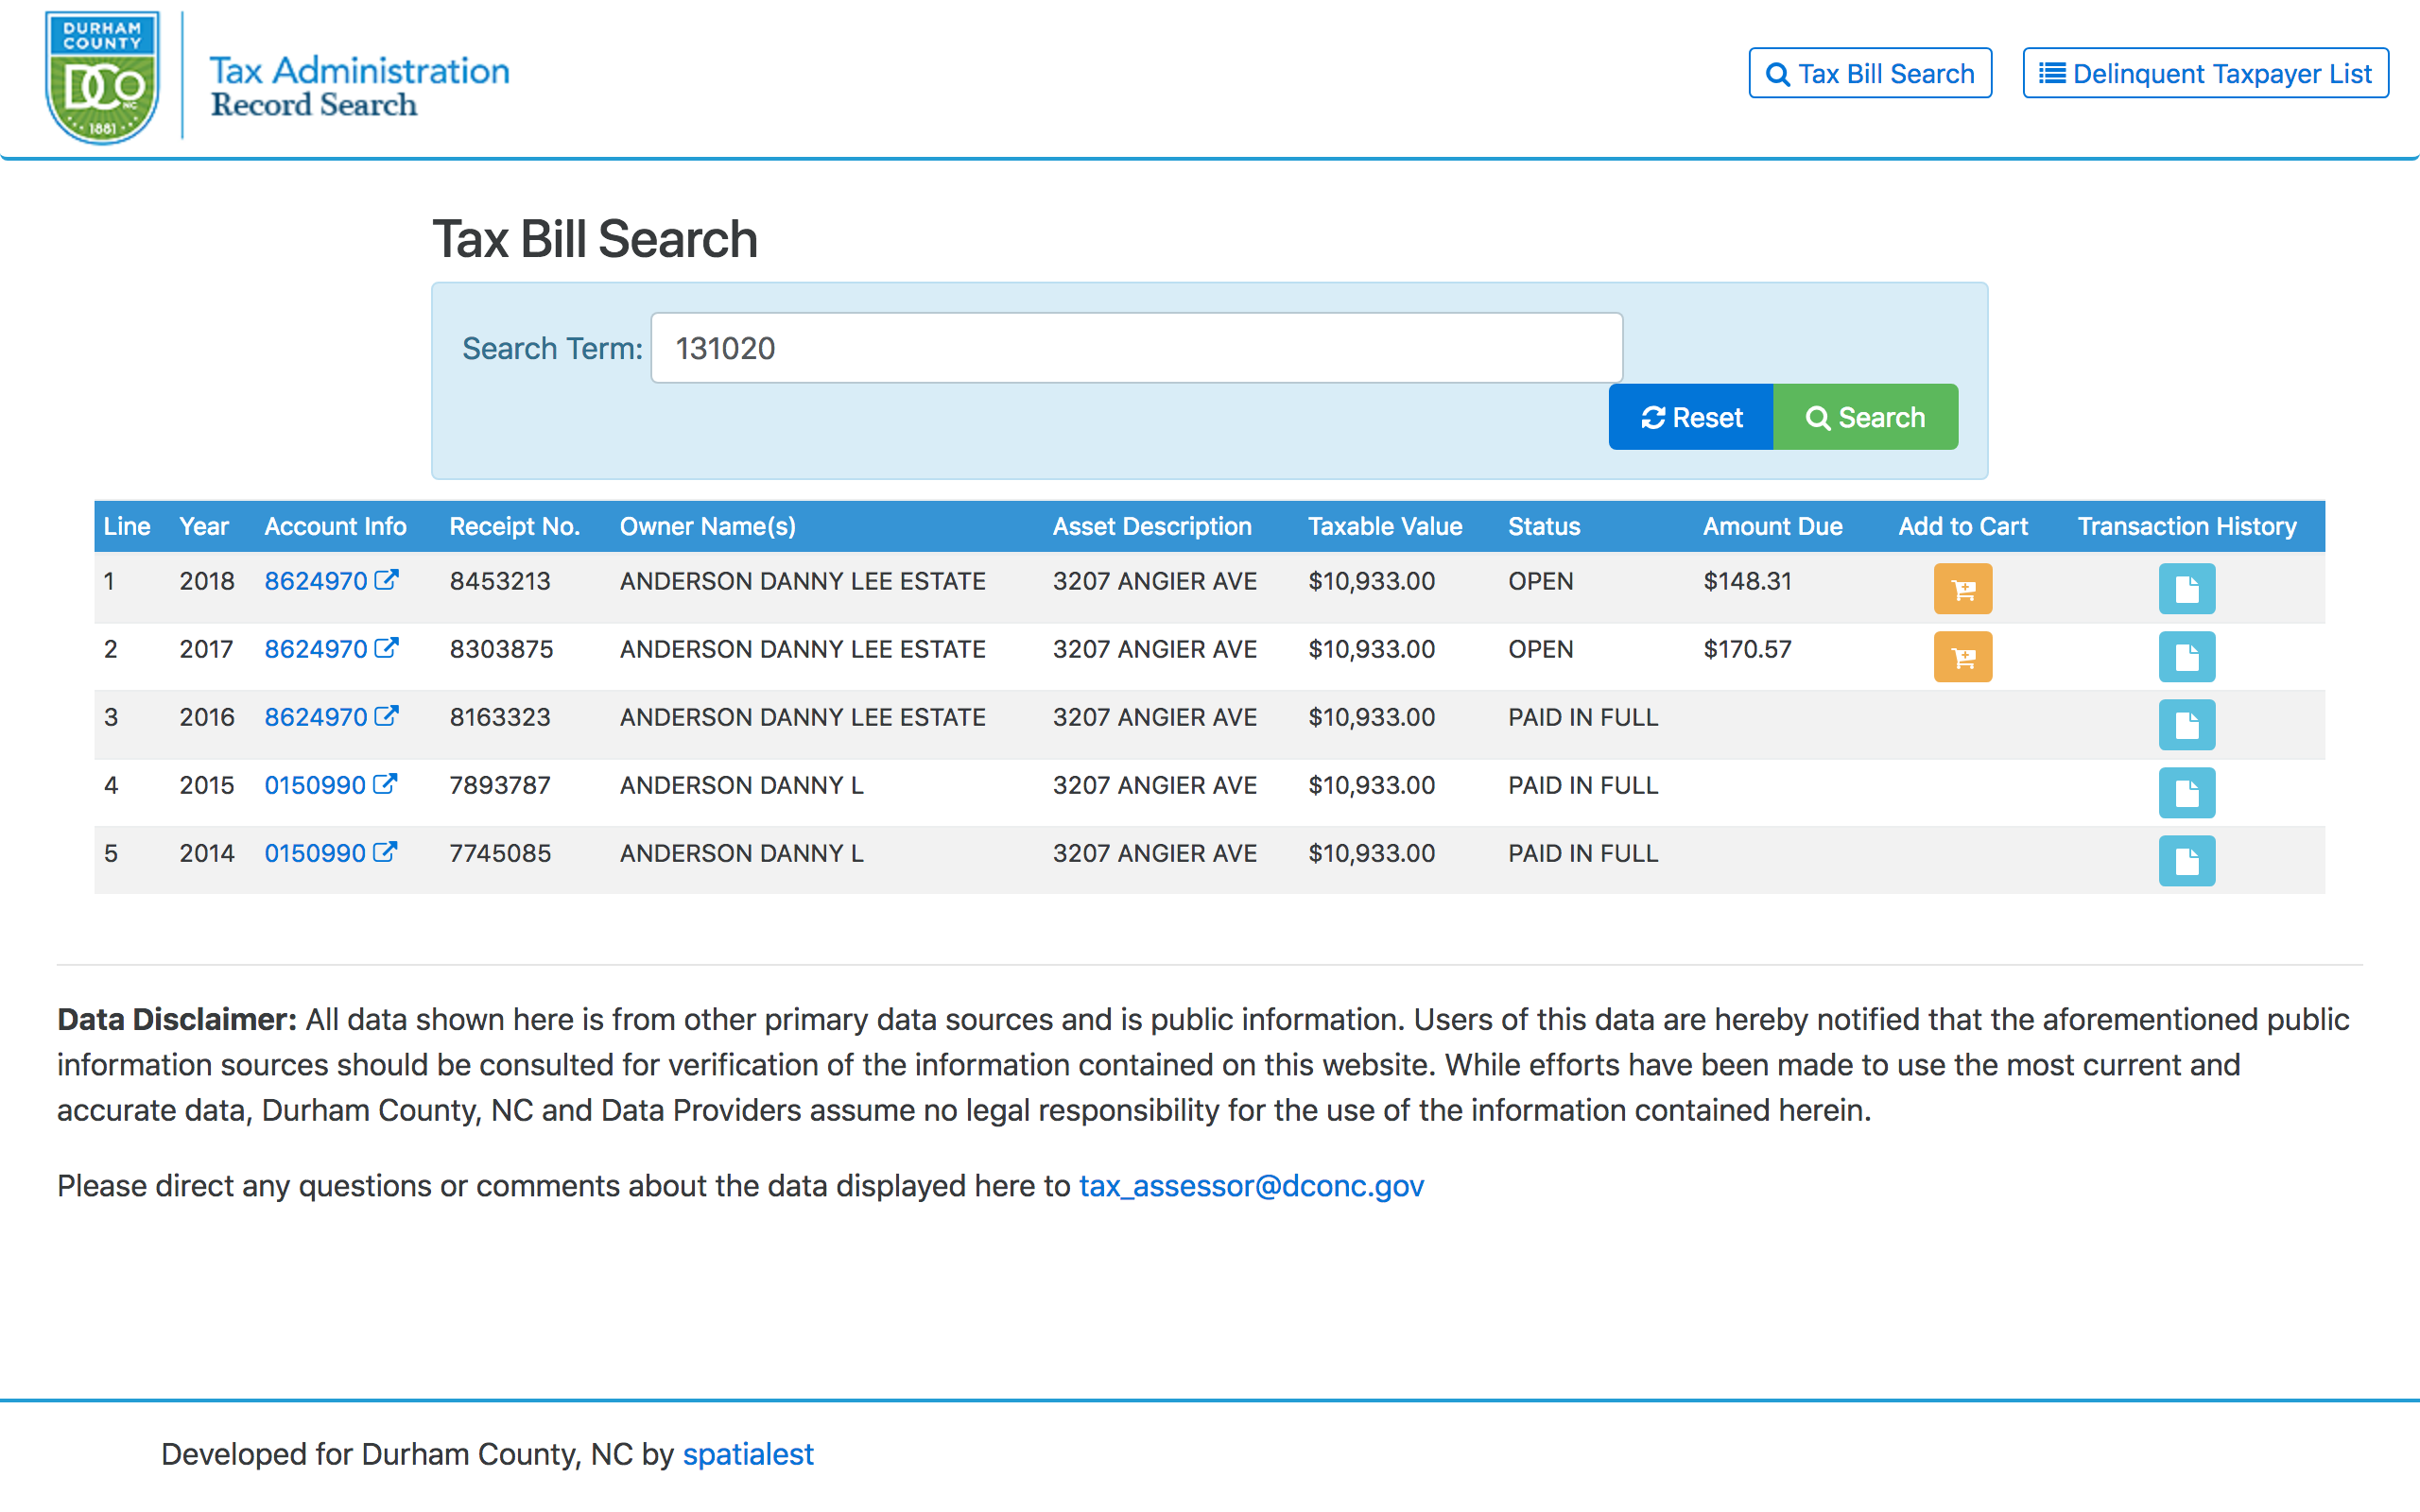 DURHAM
COUNTY
DCo
NC
1881
Tax Administration
Record Search
Tax Bill Search
Delinquent Taxpayer List
Tax Bill Search
Search Term: 131020
Reset Search
Line Year Account Info Receipt No. Owner Name(s) Asset Description Taxable Value Status Amount Due Add to Cart Transaction History
1 2018 8624970 8453213 ANDERSON DANNY LEE ESTATE 3207 ANGIER AVE $10,933.00 OPEN $148.31
2 2017 8624970 8303875 ANDERSON DANNY LEE ESTATE 3207 ANGIER AVE $10,933.00 OPEN $170.57
3 2016 8624970 8163323 ANDERSON DANNY LEE ESTATE 3207 ANGIER AVE $10,933.00 PAID IN FULL
4 2015 0150990 7893787 ANDERSON DANNY L 3207 ANGIER AVE $10,933.00 PAID IN FULL
5 2014 0150990 7745085 ANDERSON DANNY L 3207 ANGIER AVE $10,933.00 PAID IN FULL
Data Disclaimer: All data shown here is from other primary data sources and is public information. Users of this data are hereby notified that the aforementioned public
information sources should be consulted for verification of the information contained on this website. While efforts have been made to use the most current and
accurate data, Durham County, NC and Data Providers assume no legal responsibility for the use of the information contained herein.
Please direct any questions or comments about the data displayed here to tax_assessor@dconc.gov
Developed for Durham County, NC by spatialest